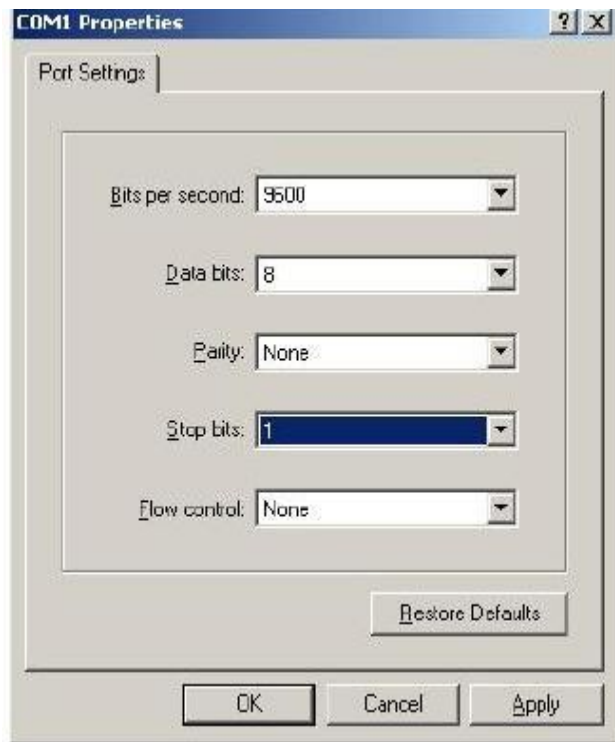 COM1 Properties
Port Settings
Bits per second: 9600
Data bits: 8
Parity: None
Stop bits: 1
Flow control: None
Restore Defaults
OK Cancel Apply